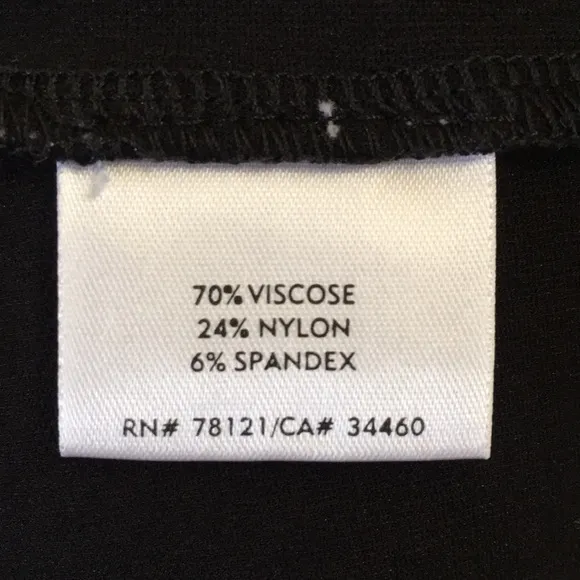 70% VISCOSE
24% NYLON
6% SPANDEX
RN# 78121/CA# 34460